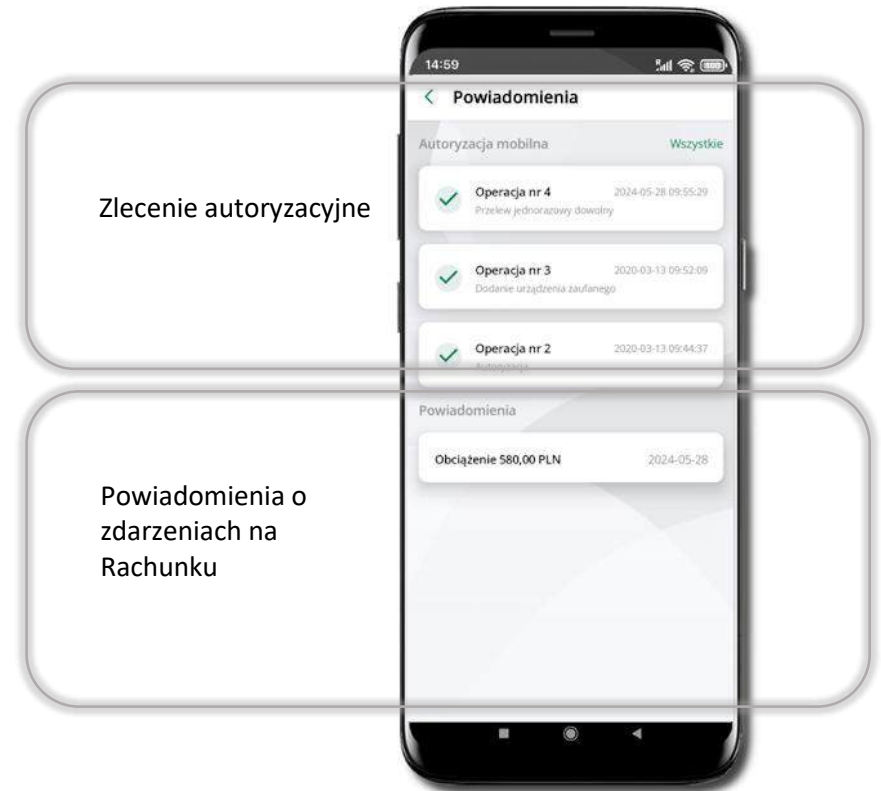 14:59
Powiadomienia
Autoryzacja mobilna Wszystkie
Zlecenie autoryzacyjne
Operacja nr 4 2024-05-28 09:55:29
Przelew jednorazowy dowolny
Operacja nr 3 2020-03-13 09:52:09
Dodanie urządzenia zaufanego
Operacja nr 2 2020-03-13 09:44:37
Autoryzacja
Powiadomienia
Obciążenie 580,00 PLN 2024-05-28
Powiadomienia o
zdarzeniach na
Rachunku